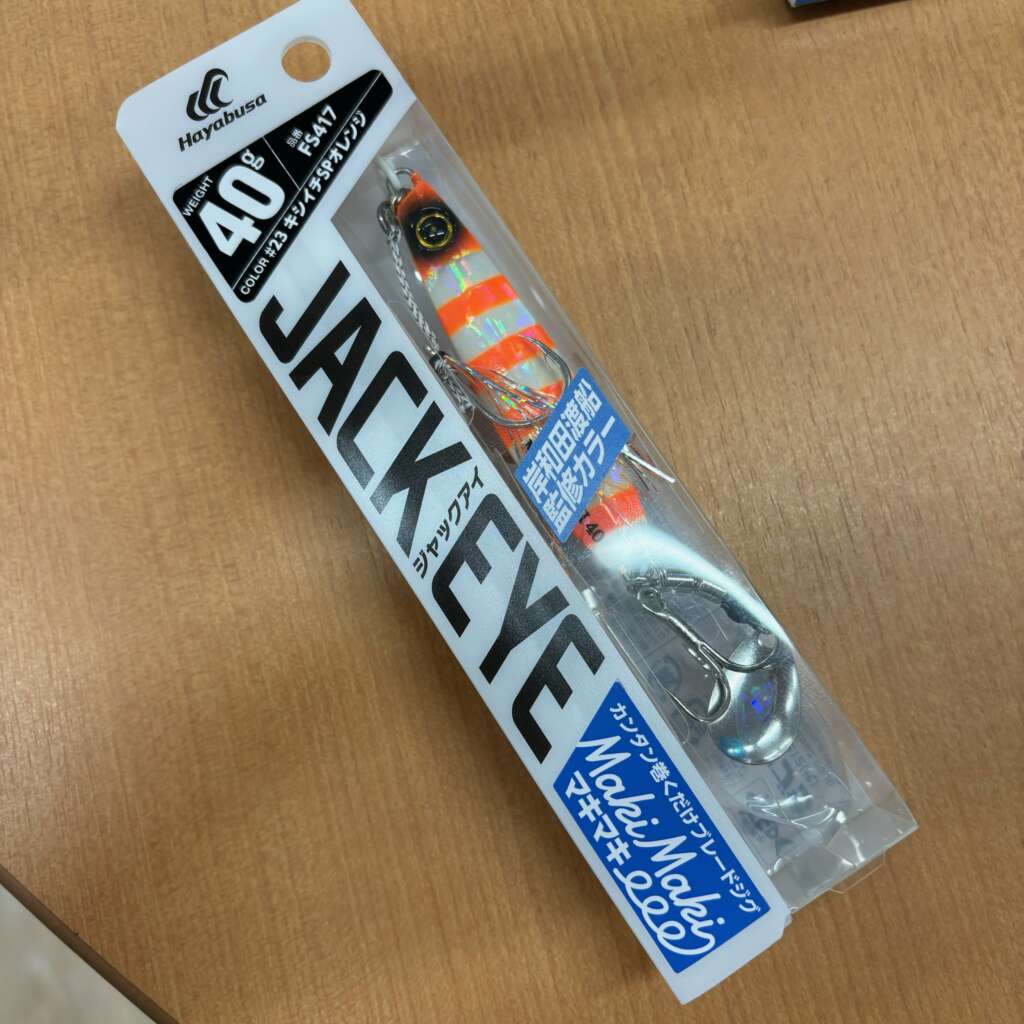 Hayabusa
WEIGHT
40g
品番
FS417
COLOR #23 キシイチSPオレンジ
JACK EYE
ジャックアイ
岸和田渡船
監修カラー
40
カンタン巻くだけブレードジグ
Maki Maki
マキマキ